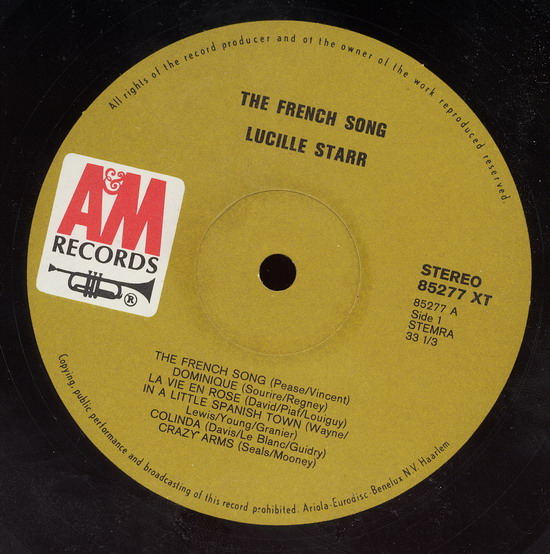 All rights of the record producer and of the owner of the work reproduced reserved.
THE FRENCH SONG
LUCILLE STARR
A&M
RECORDS
®
STEREO
85277 XT
85277 A
Side 1
STEMRA
33 1/3
THE FRENCH SONG (Pease/Vincent)
DOMINIQUE (Sourire/Regney)
LA VIE EN ROSE (David/Piaf/Louiguy)
IN A LITTLE SPANISH TOWN (Wayne/
Lewis/Young/Granier)
COLINDA (Davis/Le Blanc/Guidry)
CRAZY ARMS (Seals/Mooney)
Copying, public performance and broadcasting of this record prohibited. Ariola-Eurodisc-Benelux N.V. Haarlem